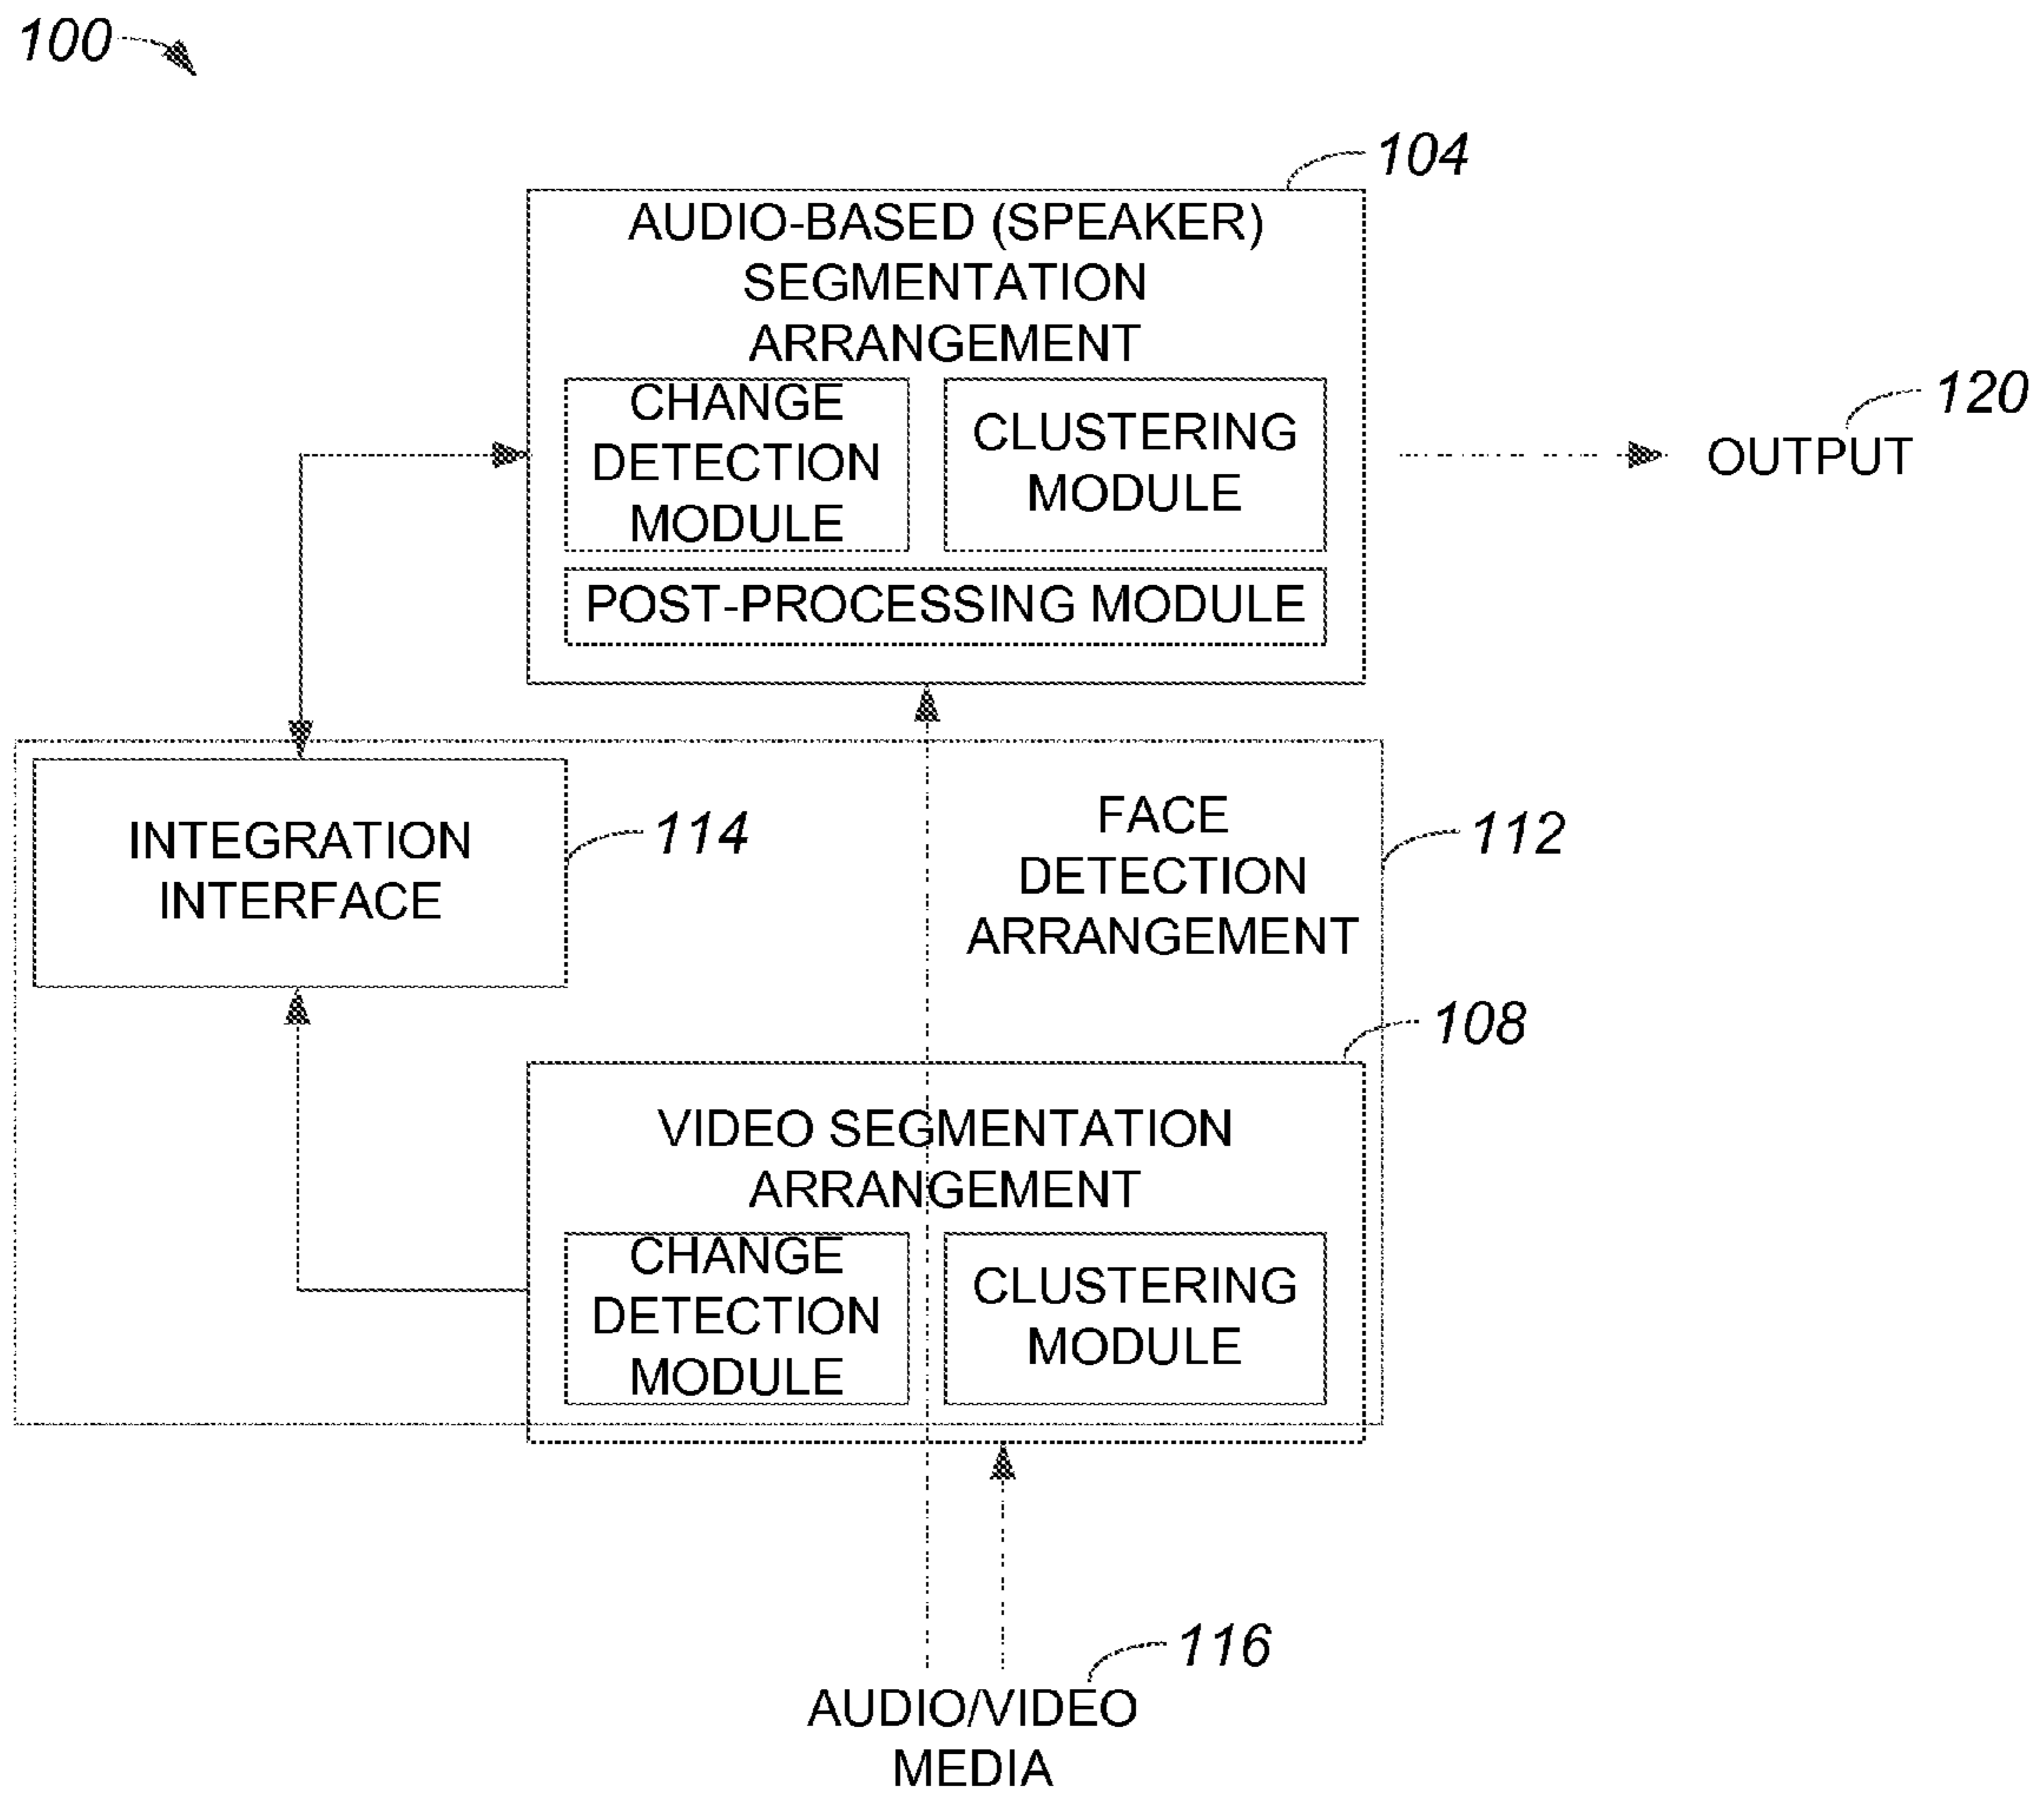 100
104
AUDIO-BASED (SPEAKER)
SEGMENTATION
ARRANGEMENT
CHANGE
DETECTION
MODULE
CLUSTERING
MODULE
POST-PROCESSING MODULE
120
OUTPUT
INTEGRATION
INTERFACE
114
FACE
DETECTION
ARRANGEMENT
112
108
VIDEO SEGMENTATION
ARRANGEMENT
CHANGE
DETECTION
MODULE
CLUSTERING
MODULE
116
AUDIO/VIDEO
MEDIA